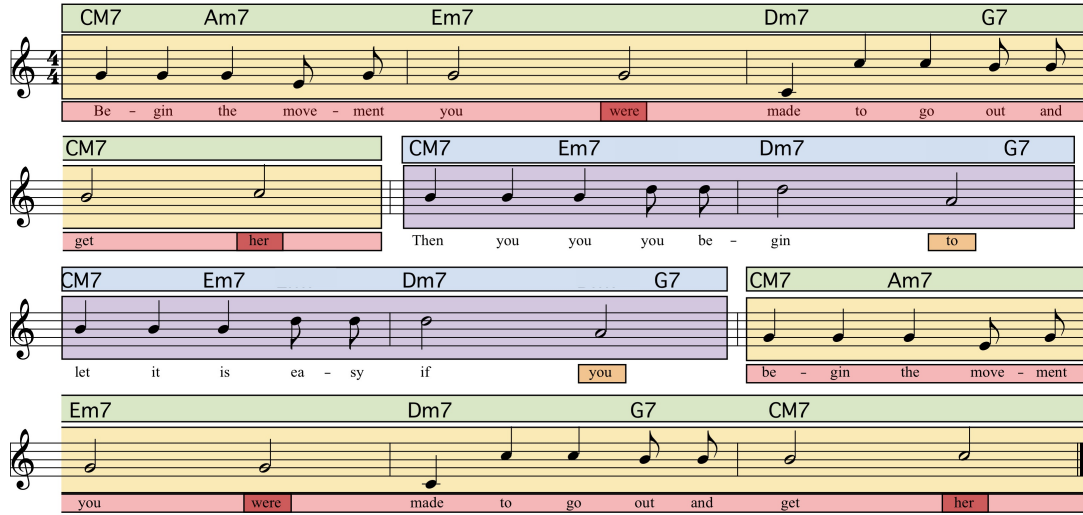 CM7 Am7 Em7 Dm7 G7
4
4
Be - gin the move - ment you were made to go out and
CM7 CM7 Em7 Dm7 G7
get her Then you you you be - gin to
CM7 Em7 Dm7 G7 CM7 Am7
let it is ea - sy if you be - gin the move - ment
Em7 Dm7 G7 CM7
you were made to go out and get her